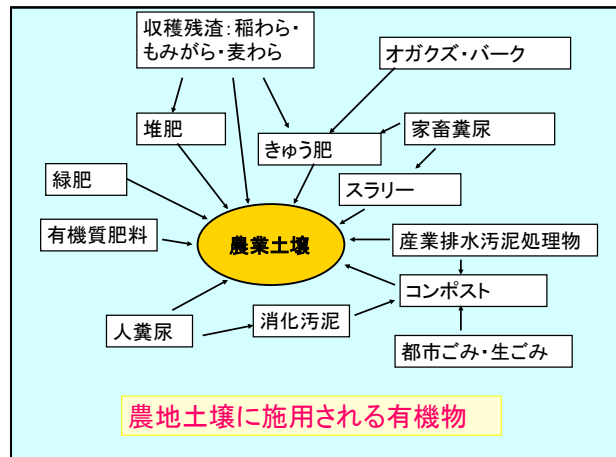 収穫残渣：稲わら・
もみがら・麦わら
オガクズ・バーク
堆肥
きゅう肥
家畜糞尿
緑肥
スラリー
有機質肥料
農業土壌
産業排水汚泥処理物
コンポスト
人糞尿
消化汚泥
都市ごみ・生ごみ
農地土壌に施用される有機物